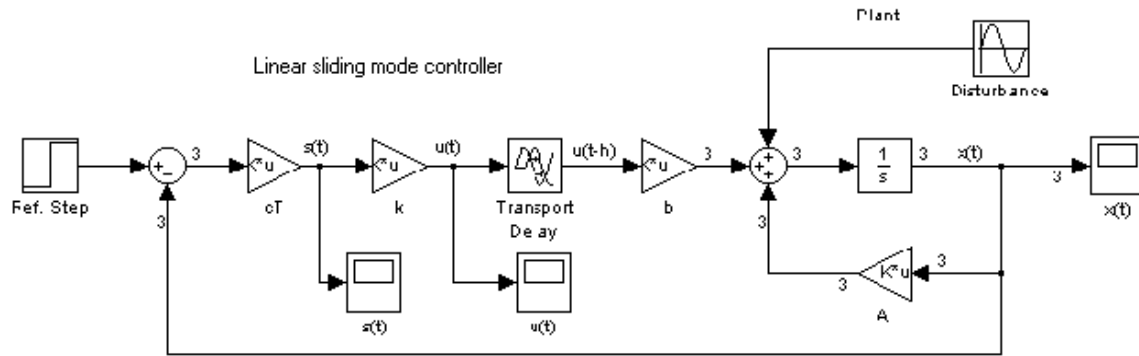 Plant
Linear sliding mode controller
Disturbance
s(t)
u(t)
u(t-h)
x(t)
3
3
3
3
3
+
−
u
u
u
+
+
+
1
s
Ref. Step
cT
k
Transport
Delay
b
x(t)
3
3
3
3
K*u
A
s(t)
u(t)